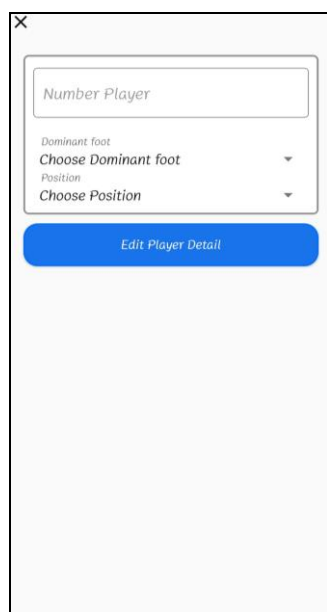 Number Player
Dominant foot
Choose Dominant foot
Position
Choose Position
Edit Player Detail